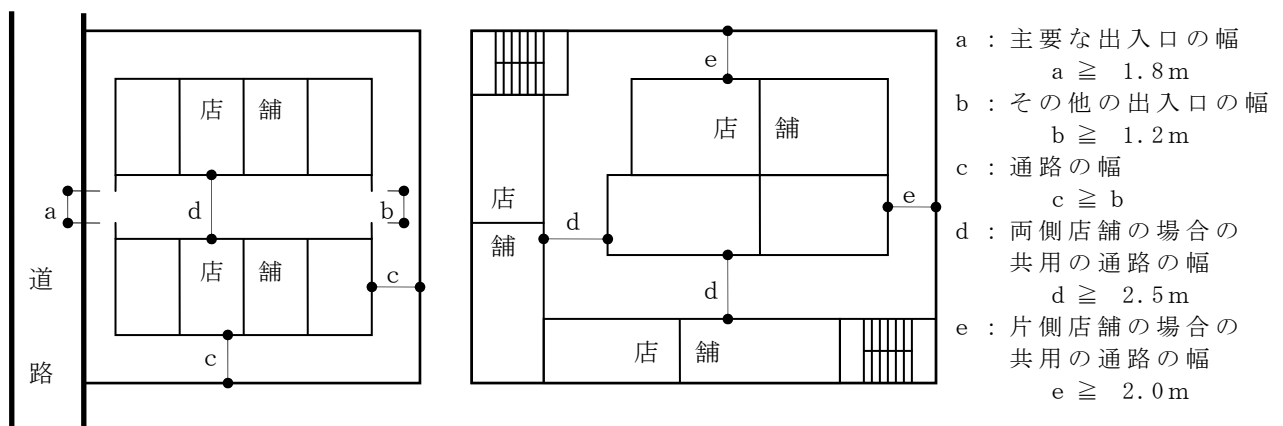 道
路
a
b
c
c
d
店 舗
店 舗
店
舗
d
e
店 舗
e
d
店 舗
a : 主要な出入口の幅
a ≧ 1.8m
b : その他の出入口の幅
b ≧ 1.2m
c : 通路の幅
c ≧ b
d : 両側店舗の場合の
共用の通路の幅
d ≧ 2.5m
e : 片側店舗の場合の
共用の通路の幅
e ≧ 2.0m